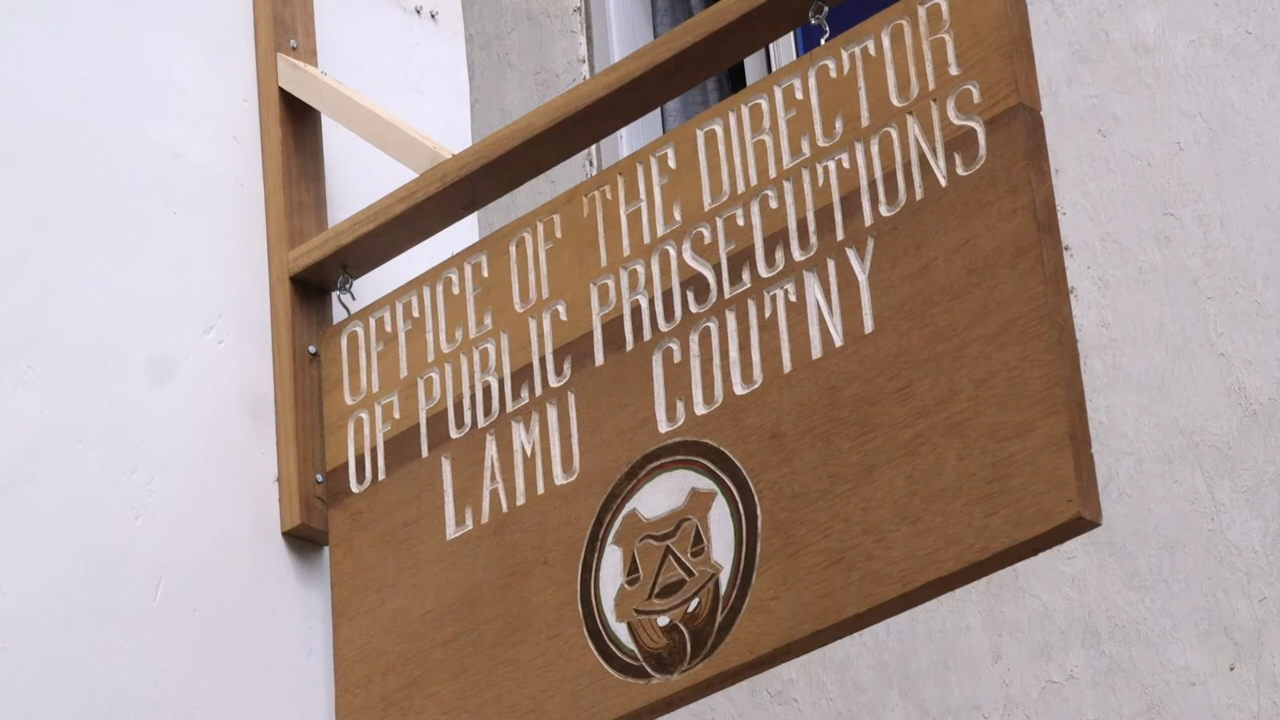 OFFICE OF THE DIRECTOR
OF PUBLIC PROSECUTIONS
LAMU COUTNY